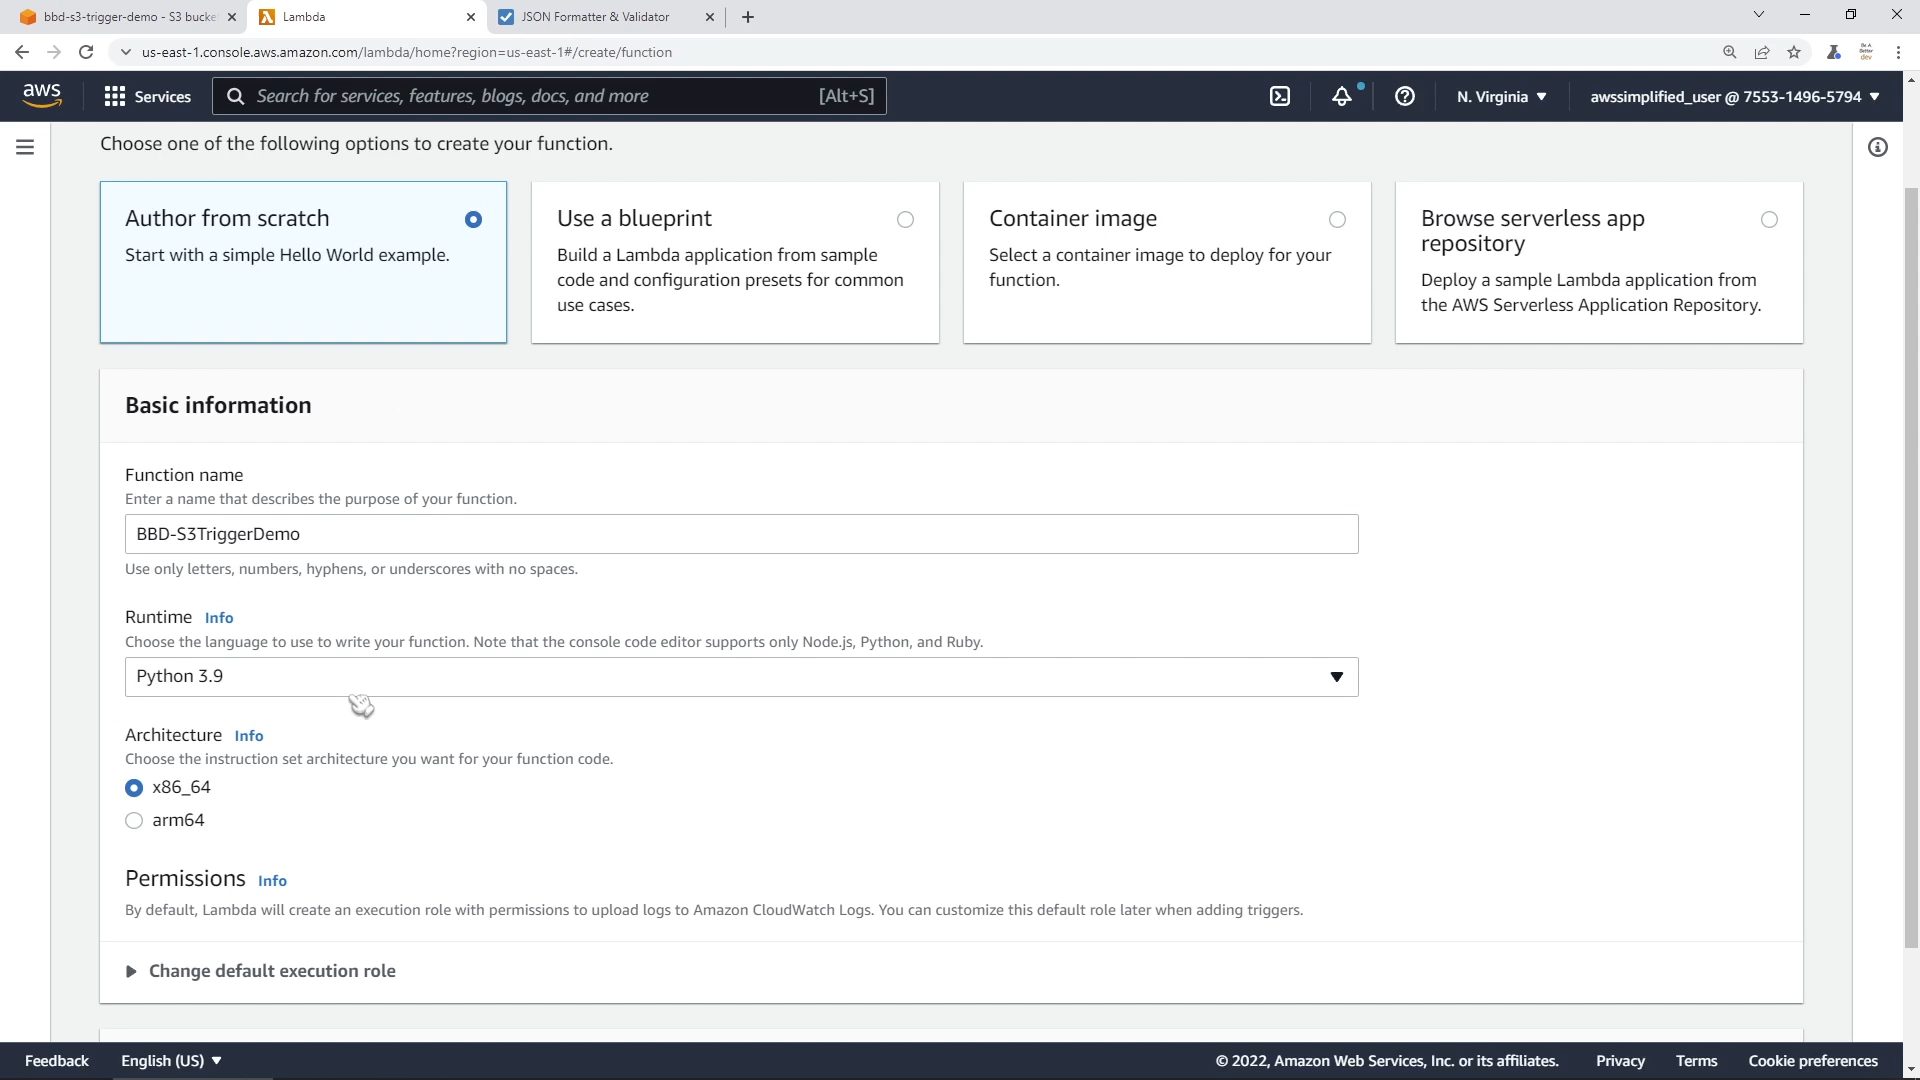 bbd-s3-trigger-demo - S3 bucke
Lambda
JSON Formatter & Validator
us-east-1.console.aws.amazon.com/lambda/home?region=us-east-1#/create/function
Be A
Better
dev
aws
Services
Search for services, features, blogs, docs, and more
[Alt+S]
N. Virginia
awssimplified_user @ 7553-1496-5794
Choose one of the following options to create your function.
Author from scratch
Start with a simple Hello World example.
Use a blueprint
Build a Lambda application from sample
code and configuration presets for common
use cases.
Container image
Select a container image to deploy for your
function.
Browse serverless app
repository
Deploy a sample Lambda application from
the AWS Serverless Application Repository.
Basic information
Function name
Enter a name that describes the purpose of your function.
BBD-S3TriggerDemo
Use only letters, numbers, hyphens, or underscores with no spaces.
Runtime Info
Choose the language to use to write your function. Note that the console code editor supports only Node.js, Python, and Ruby.
Python 3.9
Architecture Info
Choose the instruction set architecture you want for your function code.
x86_64
arm64
Permissions Info
By default, Lambda will create an execution role with permissions to upload logs to Amazon CloudWatch Logs. You can customize this default role later when adding triggers.
Change default execution role
Feedback
English (US)
© 2022, Amazon Web Services, Inc. or its affiliates.
Privacy
Terms
Cookie preferences